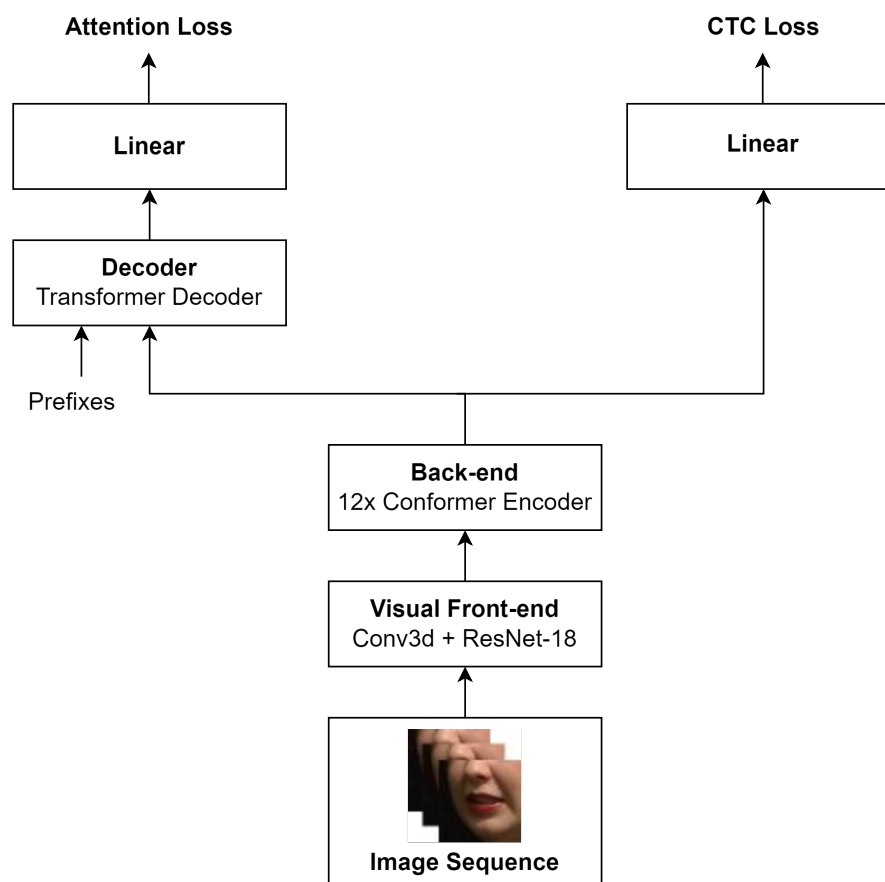 Attention Loss
CTC Loss
Linear
Linear
Decoder
Transformer Decoder
Prefixes
Back-end
12x Conformer Encoder
Visual Front-end
Conv3d + ResNet-18
Image Sequence